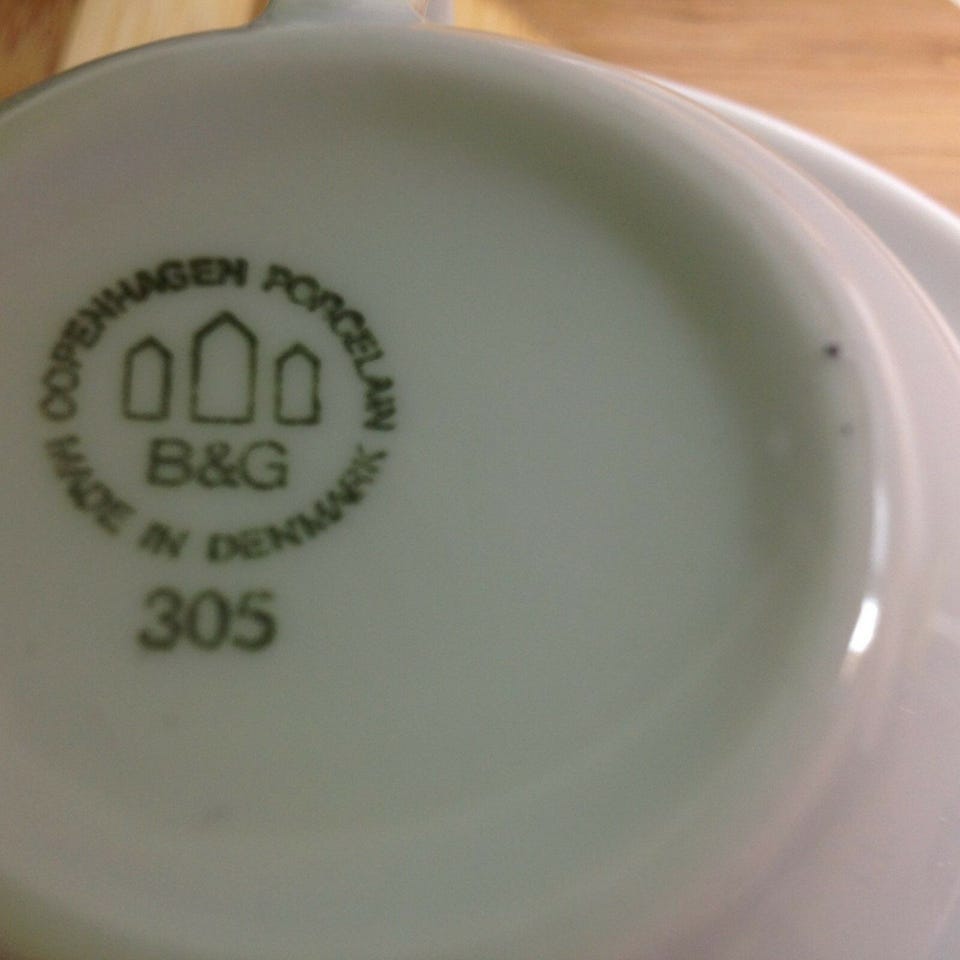 COPENHAGEN PORCELAIN
B&G
MADE IN DENMARK
305